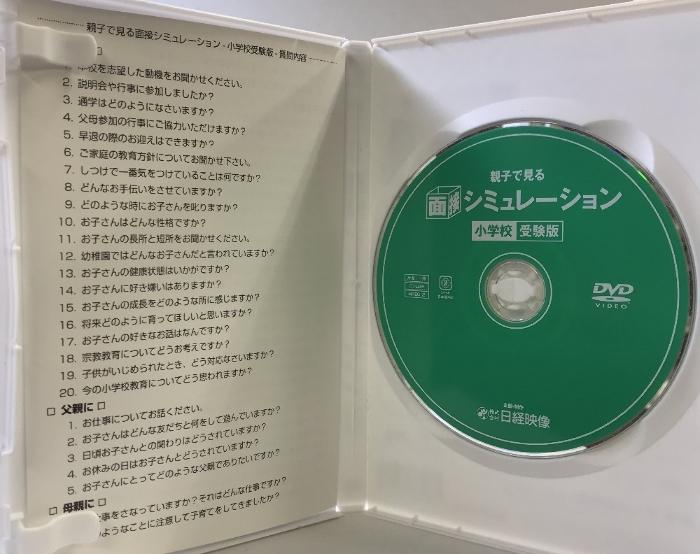 親子で見る面接シミュレーション・小学校受験版・質問内容
1. 本校を志望した動機をお聞かせください。
2. 説明会や行事に参加しましたか?
3. 通学はどのようになさいますか?
4. 父母参加の行事にご協力いただけますか?
5. 早退の際のお迎えはできますか?
6. ご家庭の教育方針についてお聞かせ下さい。
7. しつけで一番気をつけていることは何ですか?
8. どんなお手伝いをさせていますか?
9. どのような時にお子さんを叱りますか?
10. お子さんはどんな性格ですか?
11. お子さんの長所と短所をお聞かせください。
12. 幼稚園ではどんなお子さんだと言われていますか?
13. お子さんの健康状態はいかがですか?
14. お子さんに好き嫌いはありますか?
15. お子さんの成長をどのような所に感じますか?
16. 将来どのように育ってほしいと思いますか?
17. お子さんの好きなお話はなんですか?
18. 宗教教育についてどうお考えですか?
19. 子供がいじめられたとき、どう対応なさいますか?
20. 今の小学校教育についてどう思われますか?
□ 父親に □
1. お仕事についてお話ください。
2. お子さんはどんな友だちと何をして遊んでいますか?
3. 日頃お子さんとの関わりはどうされていますか?
4. お休みの日はお子さんとどうされていますか?
5. お子さんにとってどのような父親でありたいですか?
□ 母親に □
仕事をさなっていますか?それはどんな仕事ですか?
のようなことに注意して子育てをしてきましたか?
親子で見る
面接シミュレーション
小学校 受験版
DVD
VIDEO
企画・制作
株式会社日経映像